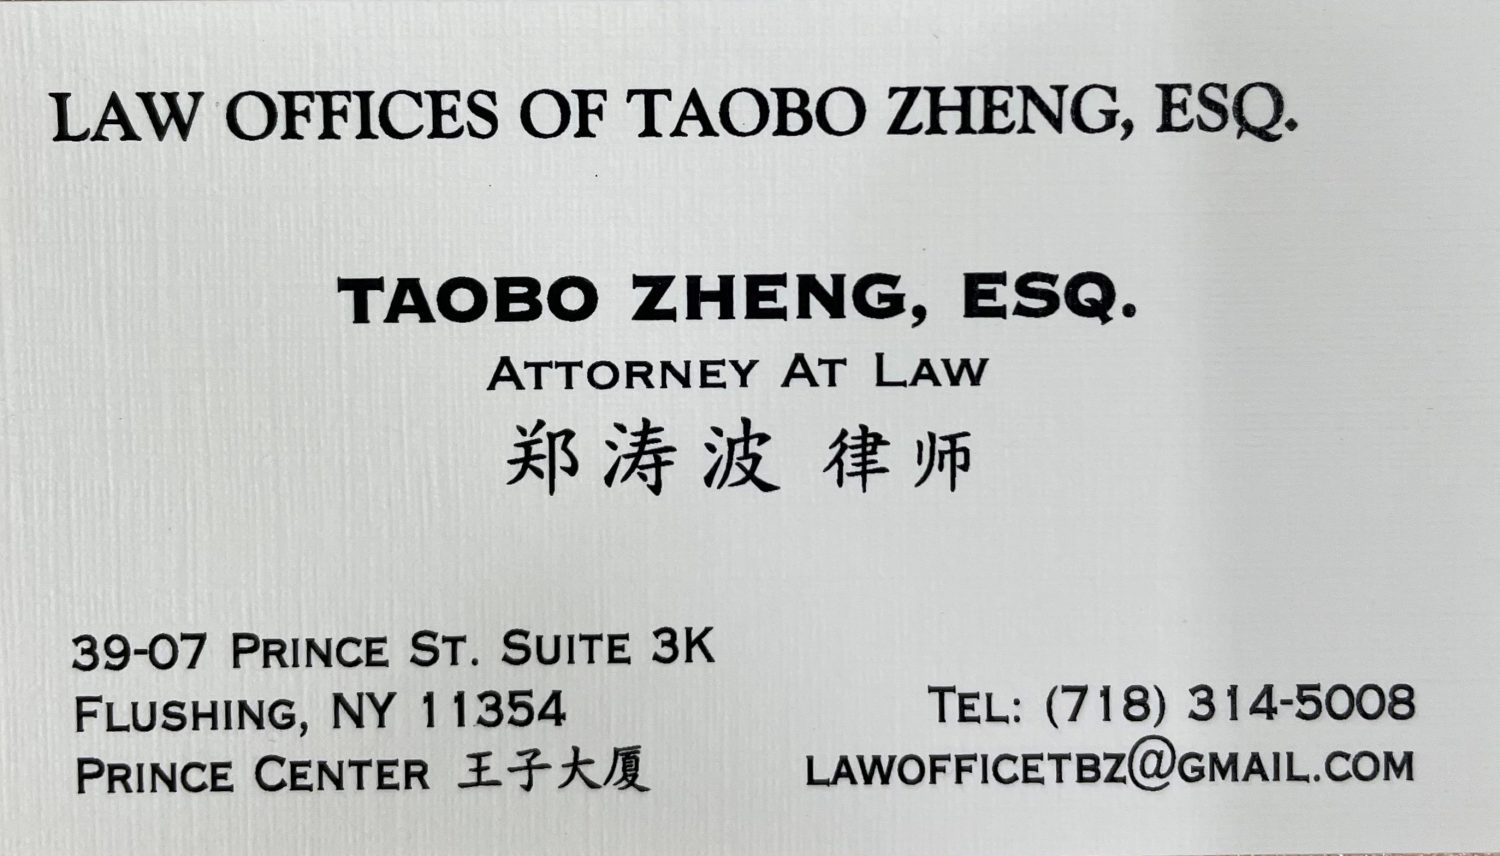 LAW OFFICES OF TAOBO ZHENG, ESQ.
TAOBO ZHENG, ESQ.
ATTORNEY AT LAW
郑涛波 律师
39-07 PRINCE ST. SUITE 3K
FLUSHING, NY 11354
PRINCE CENTER 王子大厦
TEL: (718) 314-5008
LAWOFFICETBZ@GMAIL.COM